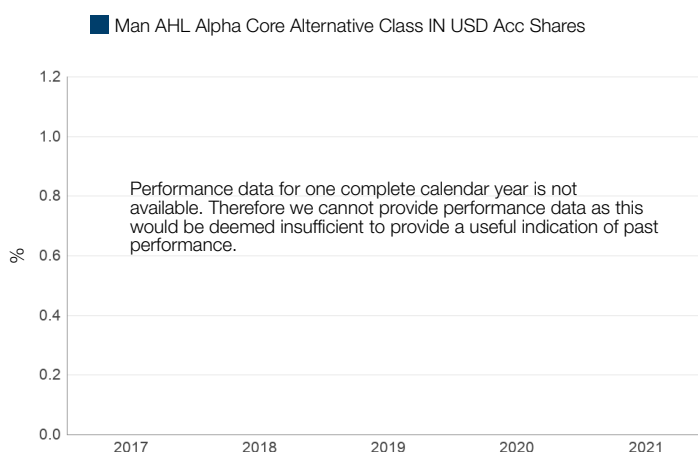 Man AHL Alpha Core Alternative Class IN USD Acc Shares
1.2
1.0
Performance data for one complete calendar year is not
0.8
available. Therefore we cannot provide performance data as this
would be deemed insufficient to provide a useful indication of past
performance.
%
0.6
0.4
0.2
0.0
2017 2018 2019 2020 2021